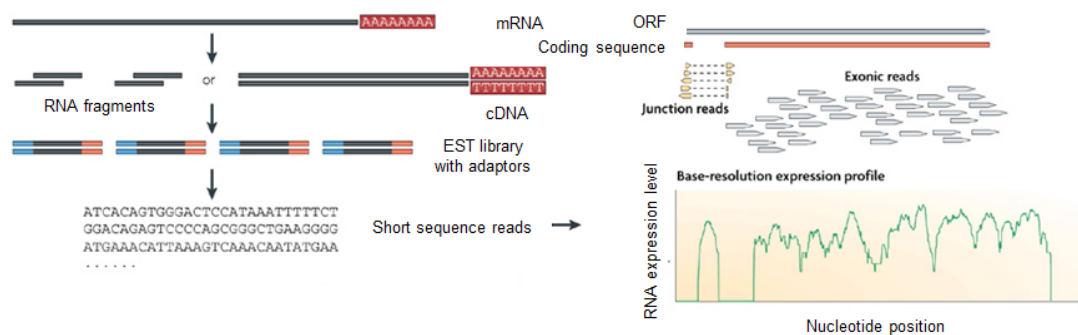 AAAAAAAA
mRNA
or
AAAAAAAA
TTTTTTTT
RNA fragments
cDNA
EST library
with adaptors
ATCACAGTGGGACTCCATAAATTTTTCT
GGACAGAGTCCCCAGCGGGCTGAAGGGG
ATGAAACATTAAAGTCAAACAATATGAA
......
Short sequence reads
ORF
Coding sequence
Exonic reads
Junction reads
Base-resolution expression profile
RNA expression level
Nucleotide position